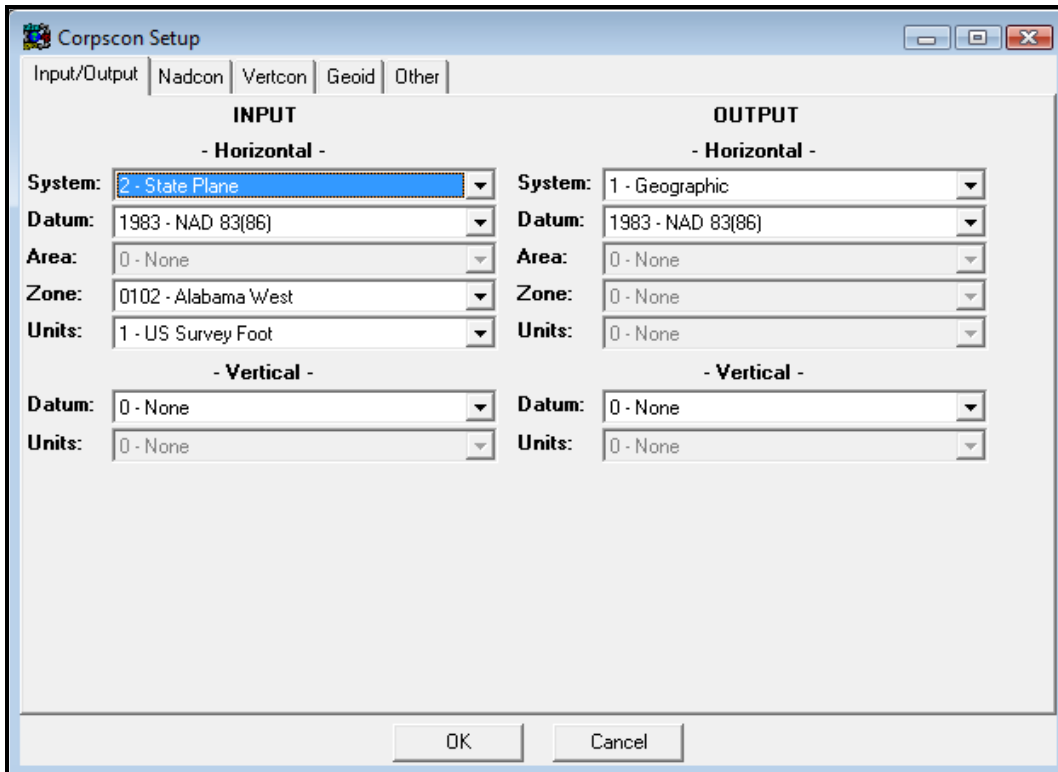 Corpscon Setup
Input/Output Nadcon Vertcon Geoid Other
INPUT OUTPUT
- Horizontal - - Horizontal -
System: 2 - State Plane System: 1 - Geographic
Datum: 1983 - NAD 83(86) Datum: 1983 - NAD 83(86)
Area: 0 - None Area: 0 - None
Zone: 0102 - Alabama West Zone: 0 - None
Units: 1 - US Survey Foot Units: 0 - None
- Vertical - - Vertical -
Datum: 0 - None Datum: 0 - None
Units: 0 - None Units: 0 - None
OK Cancel